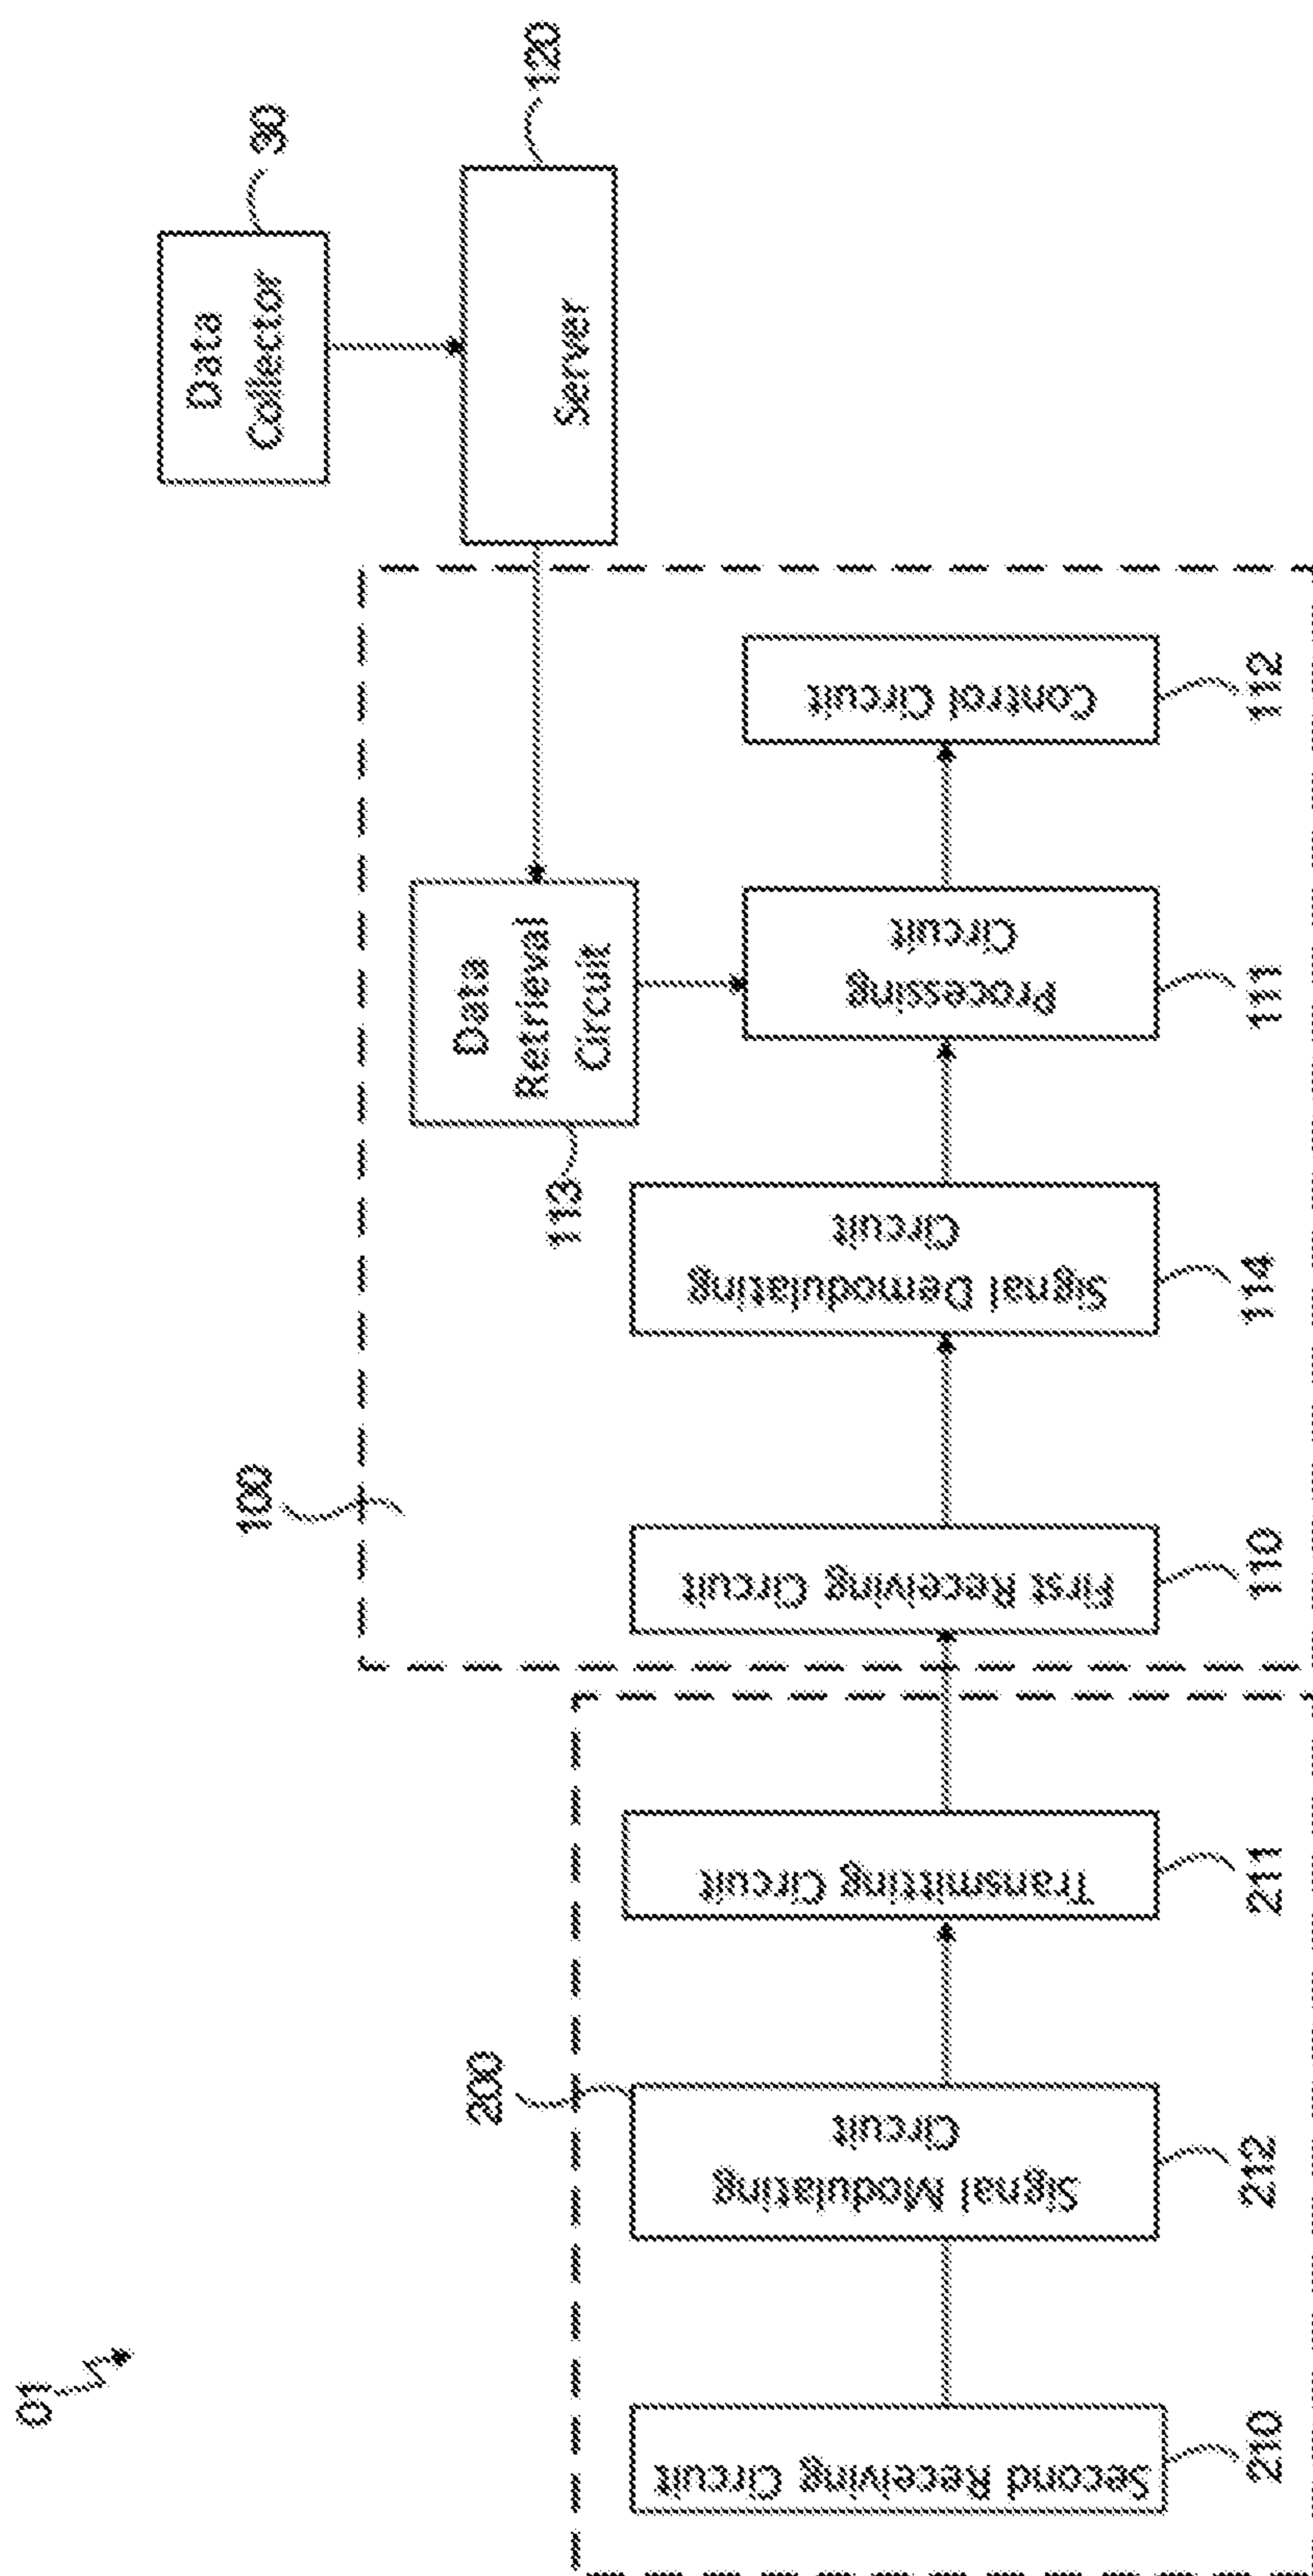 01
30
Data
Collector
120
Server
100
Data
Retrieval
Circuit
113
200
Second Receiving Circuit
210
Signal Modulating
Circuit
212
Transmitting Circuit
211
First Receiving Circuit
110
Signal Demodulating
Circuit
114
Processing
Circuit
111
Control Circuit
112